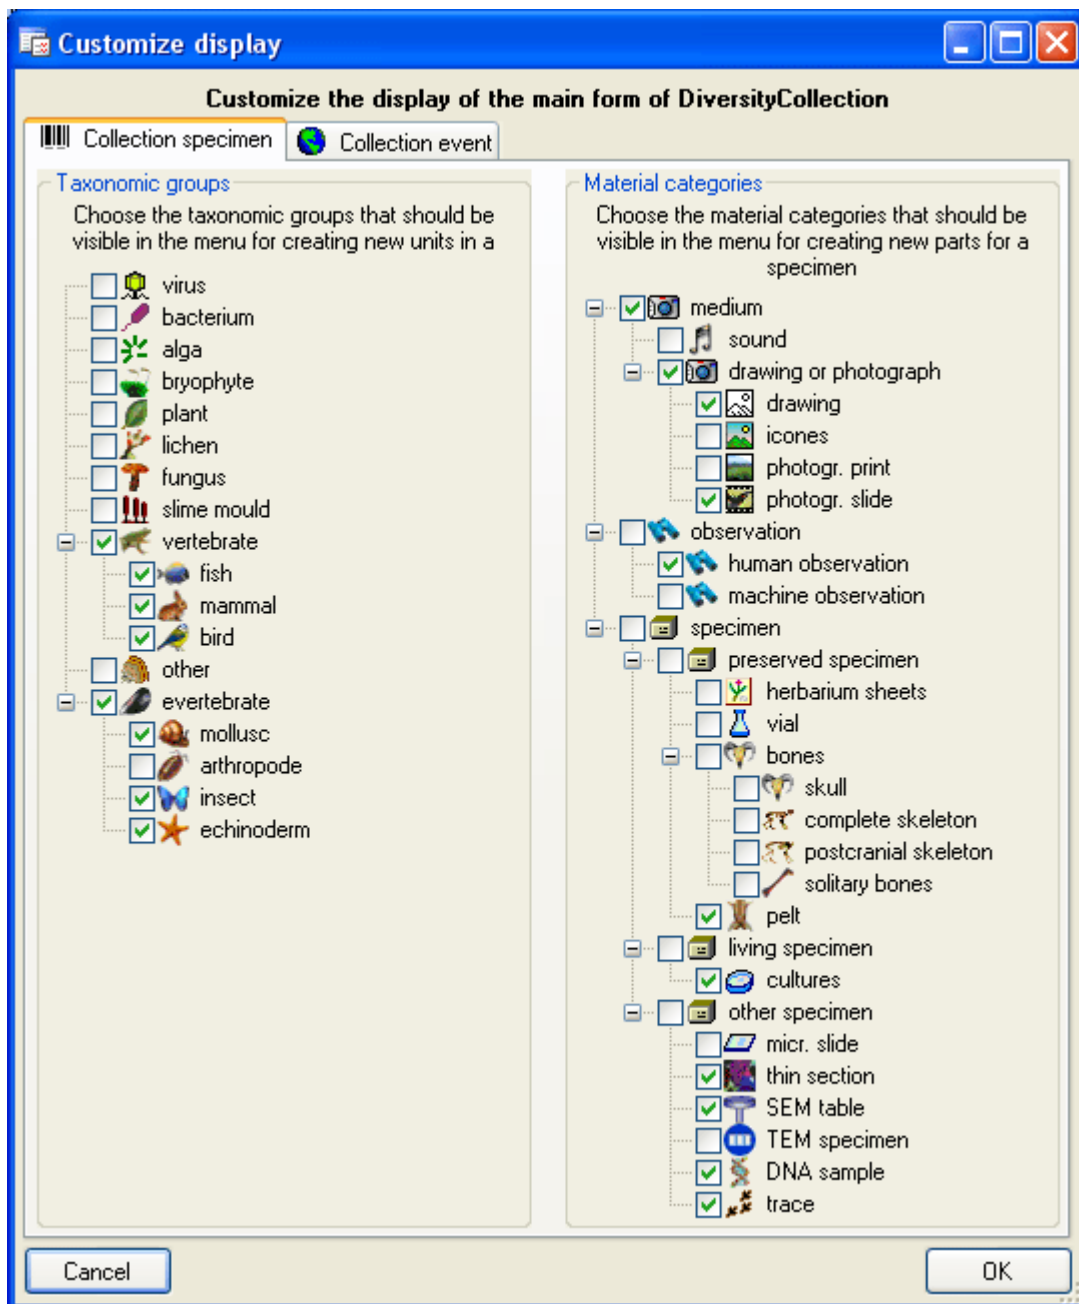 Customize display
Customize the display of the main form of DiversityCollection
Collection specimen
Collection event
Taxonomic groups
Choose the taxonomic groups that should be
visible in the menu for creating new units in a
virus
bacterium
alga
bryophyte
plant
lichen
fungus
slime mould
vertebrate
fish
mammal
bird
other
evertebrate
mollusc
arthropode
insect
echinoderm
Material categories
Choose the material categories that should be
visible in the menu for creating new parts for a
specimen
medium
sound
drawing or photograph
drawing
icones
photogr. print
photogr. slide
observation
human observation
machine observation
specimen
preserved specimen
herbarium sheets
vial
bones
skull
complete skeleton
postcranial skeleton
solitary bones
pelt
living specimen
cultures
other specimen
micr. slide
thin section
SEM table
TEM specimen
DNA sample
trace
Cancel
OK